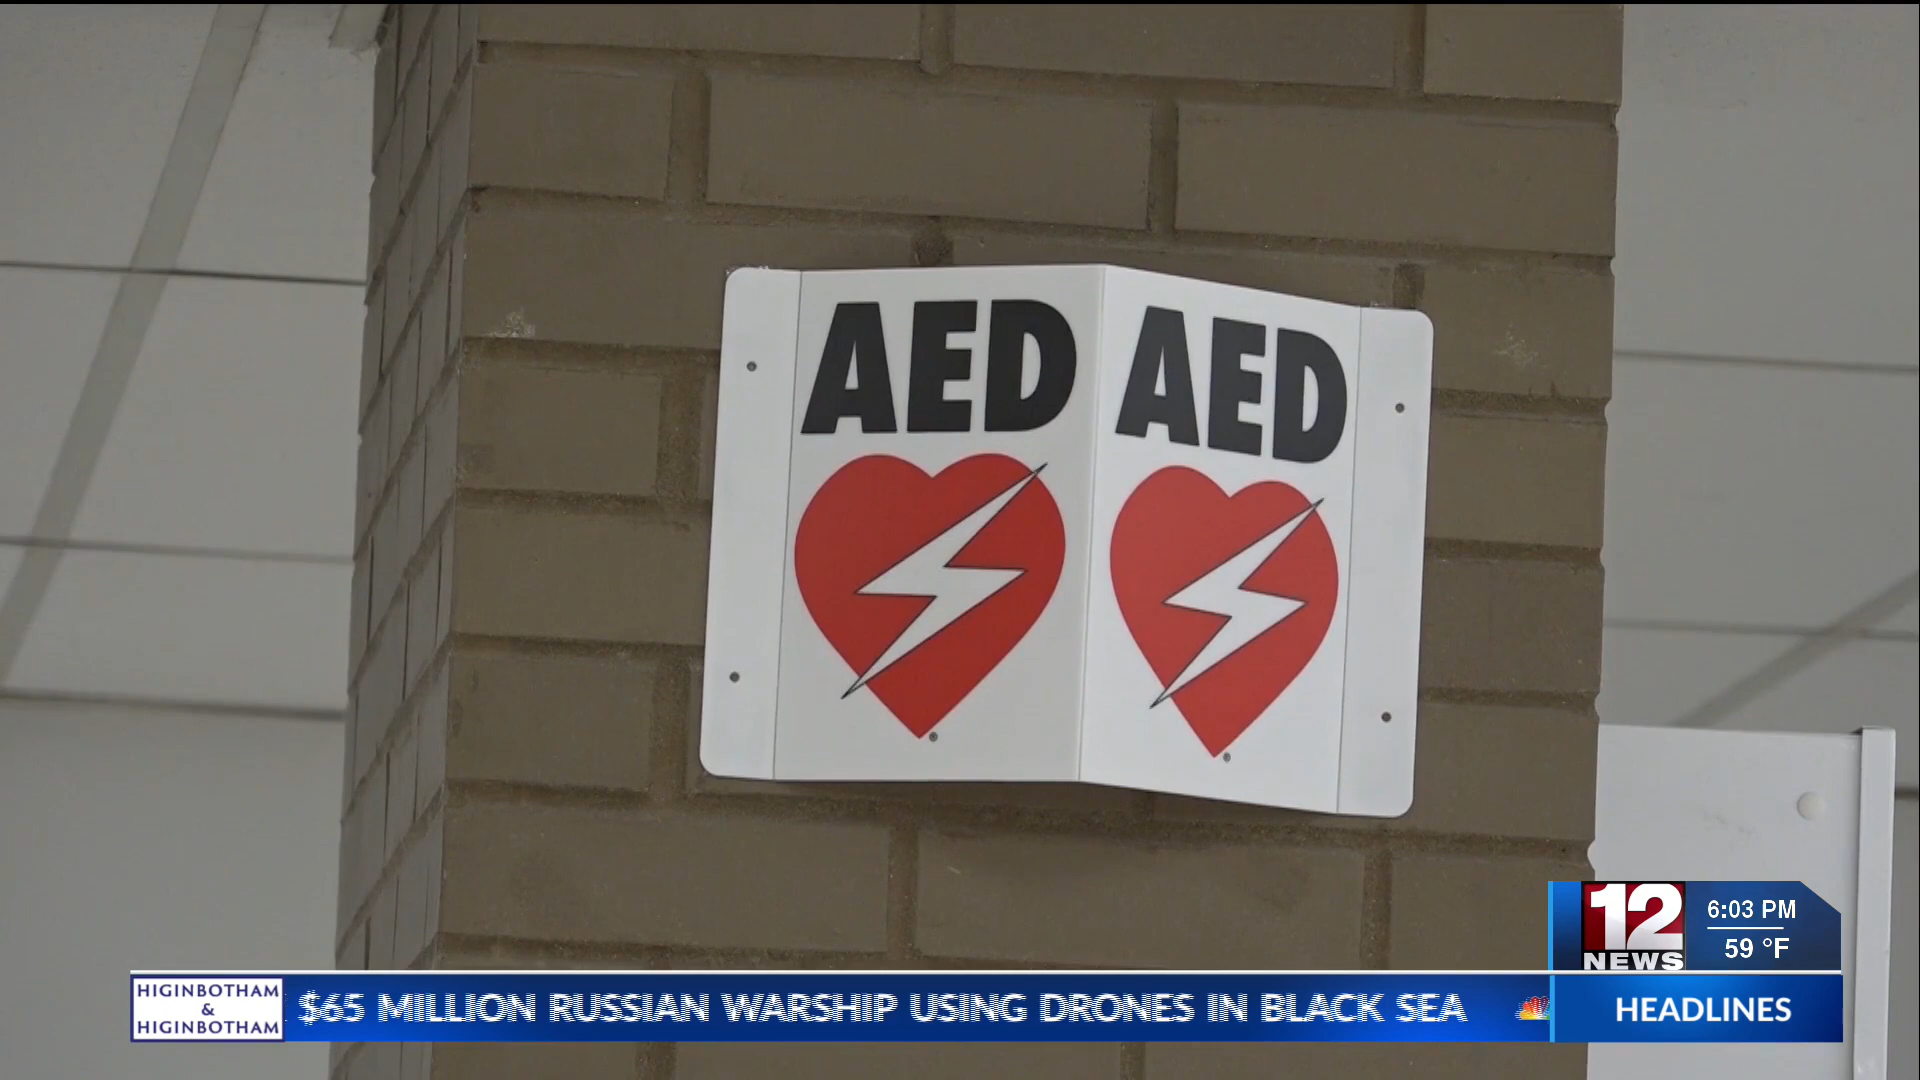 AED AED
12
NEWS
6:03 PM
59 °F
HIGINBOTHAM
&
HIGINBOTHAM
$65 MILLION RUSSIAN WARSHIP USING DRONES IN BLACK SEA
HEADLINES